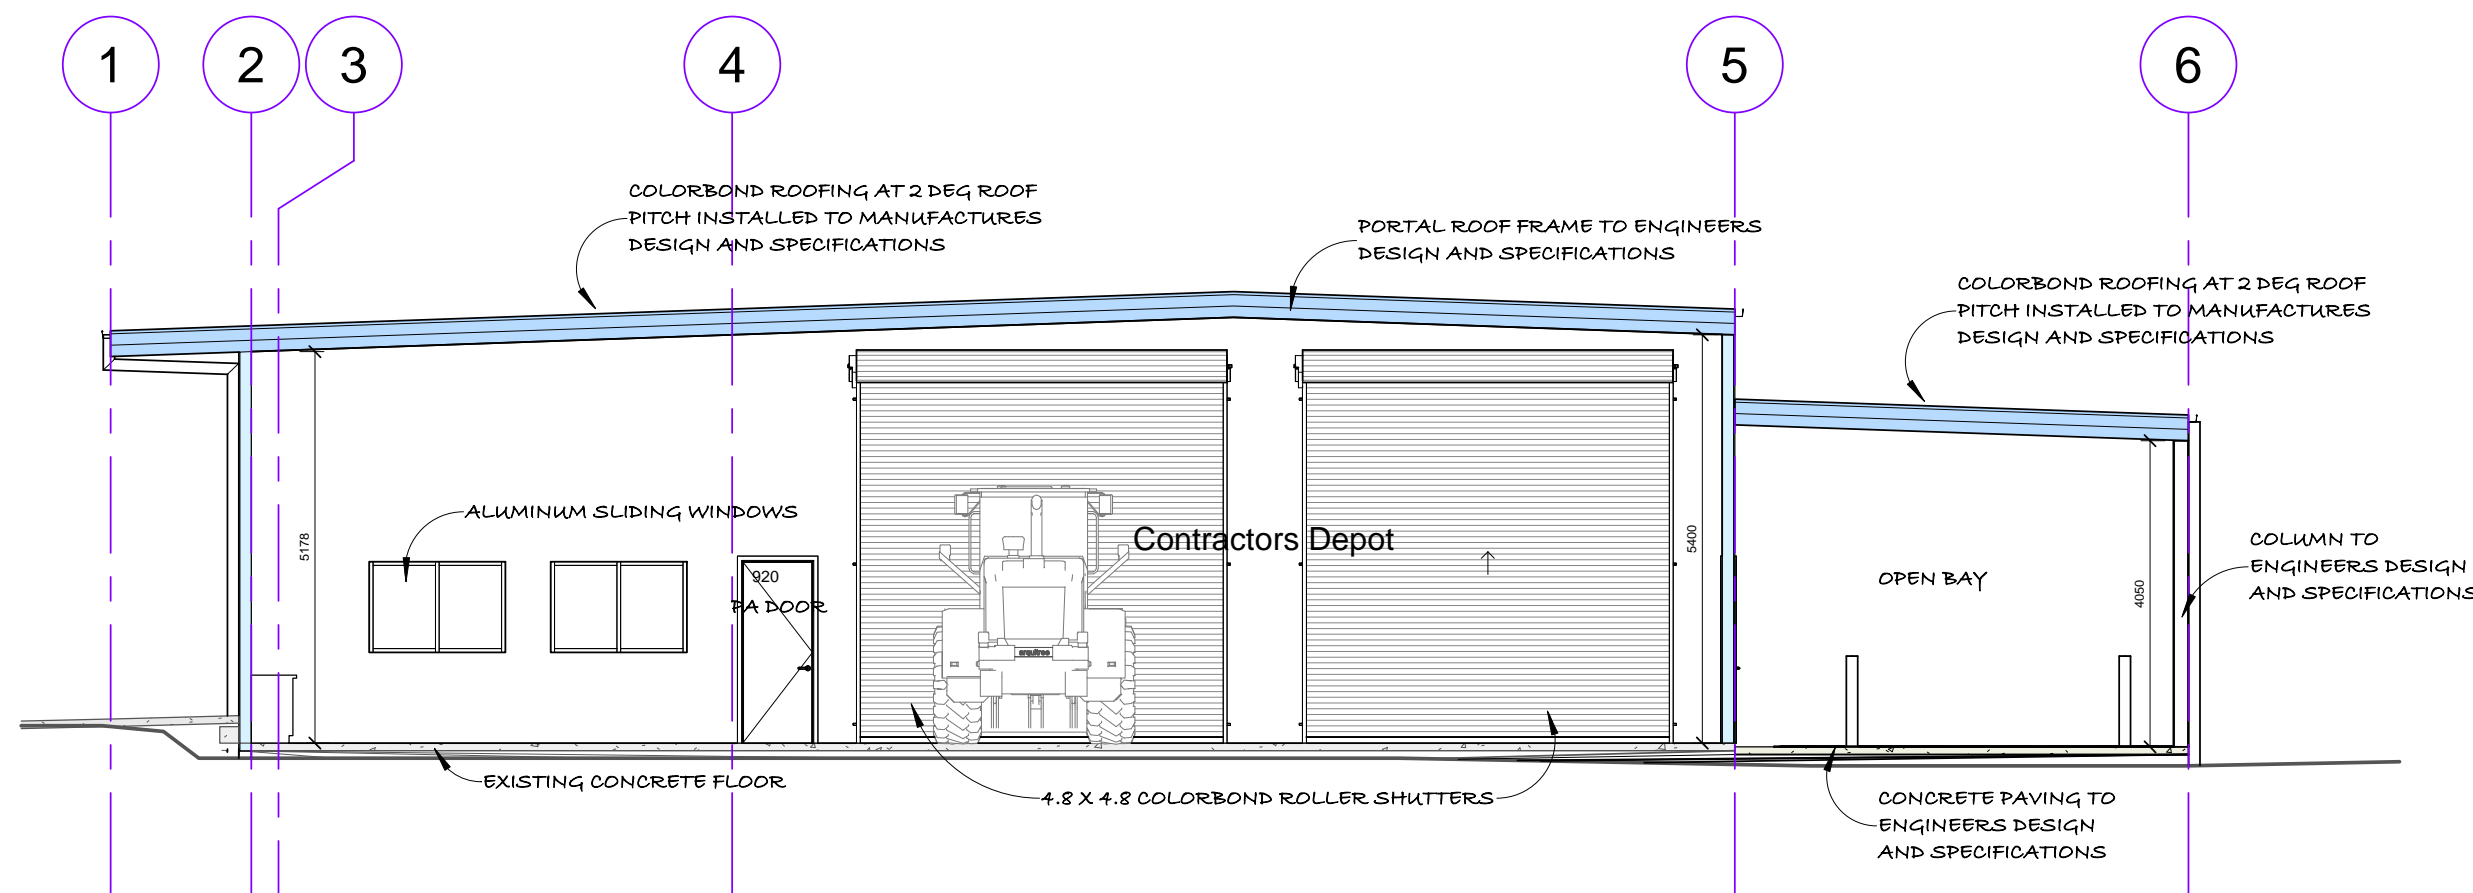 1
2
3
4
5
6
COLORBOND ROOFING AT 2 DEG ROOF
PITCH INSTALLED TO MANUFACTURES
DESIGN AND SPECIFICATIONS
PORTAL ROOF FRAME TO ENGINEERS
DESIGN AND SPECIFICATIONS
COLORBOND ROOFING AT 2 DEG ROOF
PITCH INSTALLED TO MANUFACTURES
DESIGN AND SPECIFICATIONS
ALUMINUM SLIDING WINDOWS
5178
920
PA DOOR
Contractors Depot
5400
OPEN BAY
4050
COLUMN TO
ENGINEERS DESIGN
AND SPECIFICATIONS
EXISTING CONCRETE FLOOR
4.8 X 4.8 COLORBOND ROLLER SHUTTERS
CONCRETE PAVING TO
ENGINEERS DESIGN
AND SPECIFICATIONS